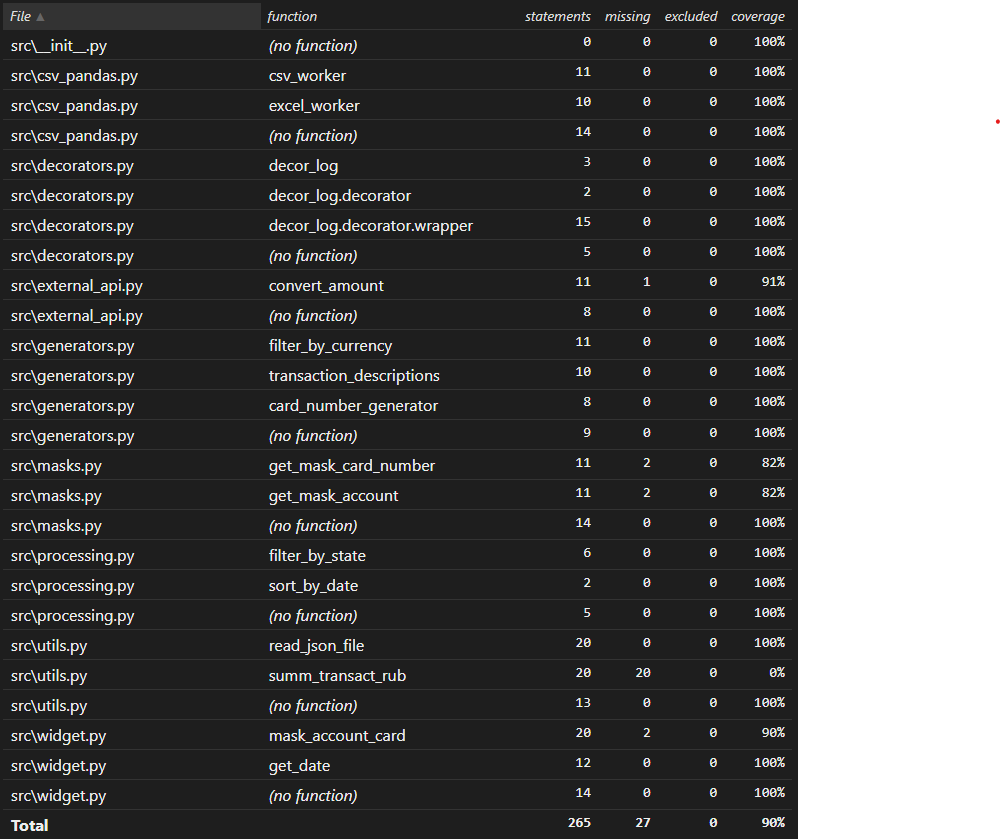 File ▲ function statements missing excluded coverage
src\__init__.py (no function) 0 0 0 100%
src\csv_pandas.py csv_worker 11 0 0 100%
src\csv_pandas.py excel_worker 10 0 0 100%
src\csv_pandas.py (no function) 14 0 0 100%
src\decorators.py decor_log 3 0 0 100%
src\decorators.py decor_log.decorator 2 0 0 100%
src\decorators.py decor_log.decorator.wrapper 15 0 0 100%
src\decorators.py (no function) 5 0 0 100%
src\external_api.py convert_amount 11 1 0 91%
src\external_api.py (no function) 8 0 0 100%
src\generators.py filter_by_currency 11 0 0 100%
src\generators.py transaction_descriptions 10 0 0 100%
src\generators.py card_number_generator 8 0 0 100%
src\generators.py (no function) 9 0 0 100%
src\masks.py get_mask_card_number 11 2 0 82%
src\masks.py get_mask_account 11 2 0 82%
src\masks.py (no function) 14 0 0 100%
src\processing.py filter_by_state 6 0 0 100%
src\processing.py sort_by_date 2 0 0 100%
src\processing.py (no function) 5 0 0 100%
src\utils.py read_json_file 20 0 0 100%
src\utils.py summ_transact_rub 20 20 0 0%
src\utils.py (no function) 13 0 0 100%
src\widget.py mask_account_card 20 2 0 90%
src\widget.py get_date 12 0 0 100%
src\widget.py (no function) 14 0 0 100%
Total 265 27 0 90%